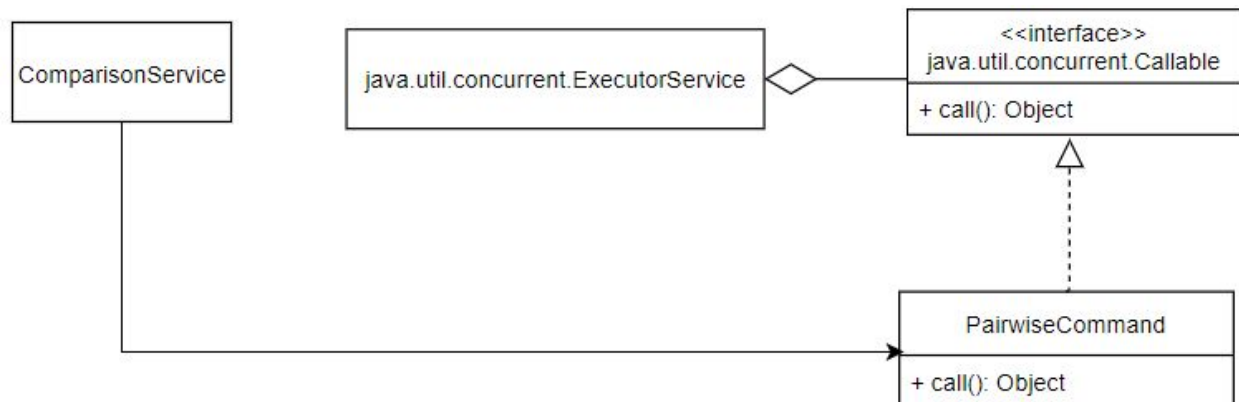 ComparisonService
java.util.concurrent.ExecutorService
<<interface>>
java.util.concurrent.Callable
+ call(): Object
PairwiseCommand
+ call(): Object